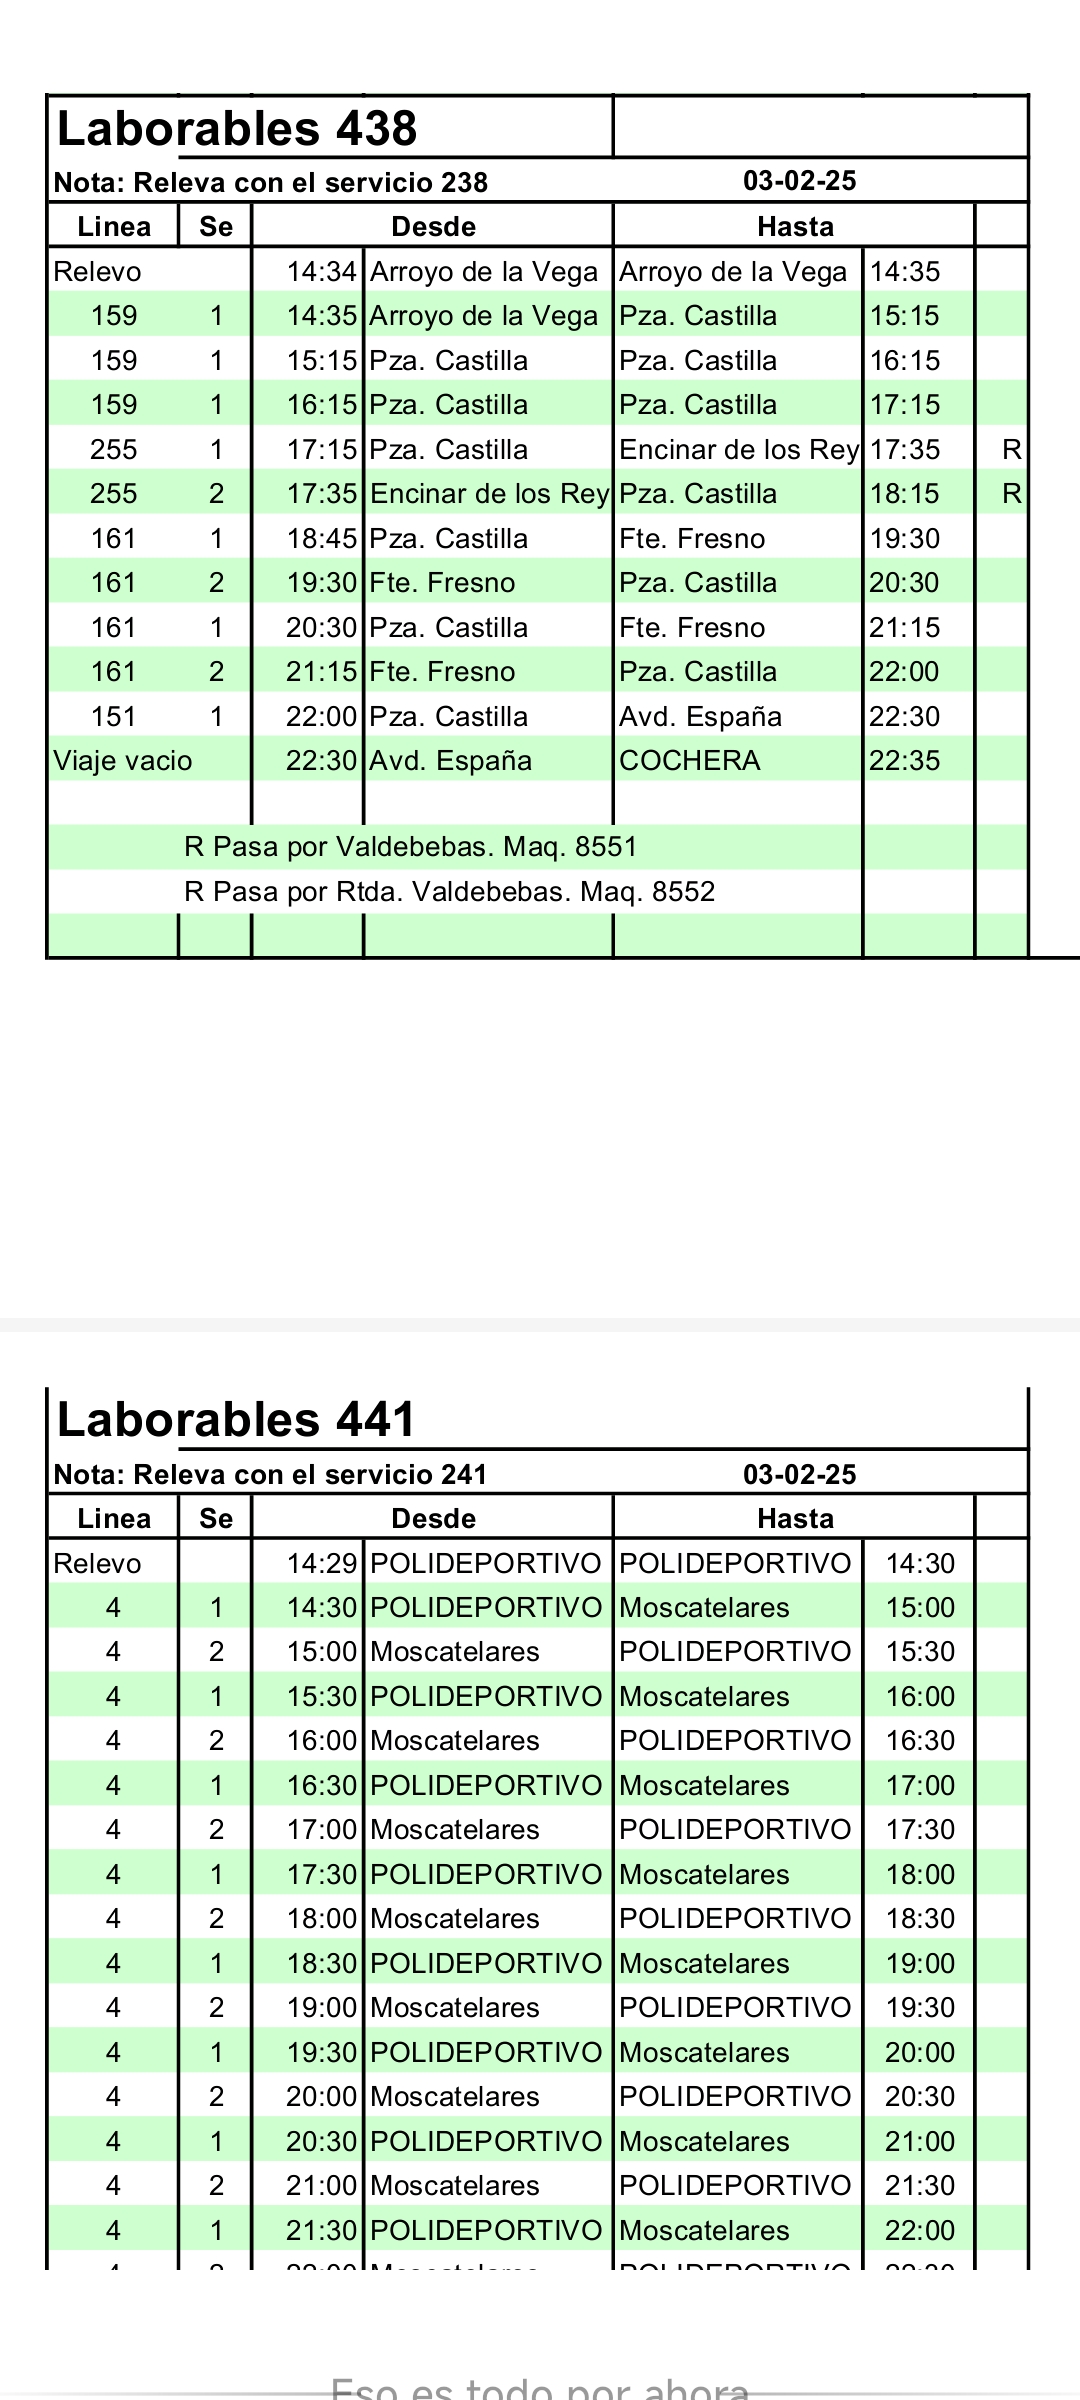 Laborables 438
Nota: Releva con el servicio 238 03-02-25
Linea Se Desde Hasta
Relevo 14:34 Arroyo de la Vega Arroyo de la Vega 14:35
159 1 14:35 Arroyo de la Vega Pza. Castilla 15:15
159 1 15:15 Pza. Castilla Pza. Castilla 16:15
159 1 16:15 Pza. Castilla Pza. Castilla 17:15
255 1 17:15 Pza. Castilla Encinar de los Rey 17:35 R
255 2 17:35 Encinar de los Rey Pza. Castilla 18:15 R
161 1 18:45 Pza. Castilla Fte. Fresno 19:30
161 2 19:30 Fte. Fresno Pza. Castilla 20:30
161 1 20:30 Pza. Castilla Fte. Fresno 21:15
161 2 21:15 Fte. Fresno Pza. Castilla 22:00
151 1 22:00 Pza. Castilla Avd. España 22:30
Viaje vacio 22:30 Avd. España COCHERA 22:35
R Pasa por Valdebebas. Maq. 8551
R Pasa por Rtda. Valdebebas. Maq. 8552
Laborables 441
Nota: Releva con el servicio 241 03-02-25
Linea Se Desde Hasta
Relevo 14:29 POLIDEPORTIVO POLIDEPORTIVO 14:30
4 1 14:30 POLIDEPORTIVO Moscatelares 15:00
4 2 15:00 Moscatelares POLIDEPORTIVO 15:30
4 1 15:30 POLIDEPORTIVO Moscatelares 16:00
4 2 16:00 Moscatelares POLIDEPORTIVO 16:30
4 1 16:30 POLIDEPORTIVO Moscatelares 17:00
4 2 17:00 Moscatelares POLIDEPORTIVO 17:30
4 1 17:30 POLIDEPORTIVO Moscatelares 18:00
4 2 18:00 Moscatelares POLIDEPORTIVO 18:30
4 1 18:30 POLIDEPORTIVO Moscatelares 19:00
4 2 19:00 Moscatelares POLIDEPORTIVO 19:30
4 1 19:30 POLIDEPORTIVO Moscatelares 20:00
4 2 20:00 Moscatelares POLIDEPORTIVO 20:30
4 1 20:30 POLIDEPORTIVO Moscatelares 21:00
4 2 21:00 Moscatelares POLIDEPORTIVO 21:30
4 1 21:30 POLIDEPORTIVO Moscatelares 22:00
Eso es todo por ahora